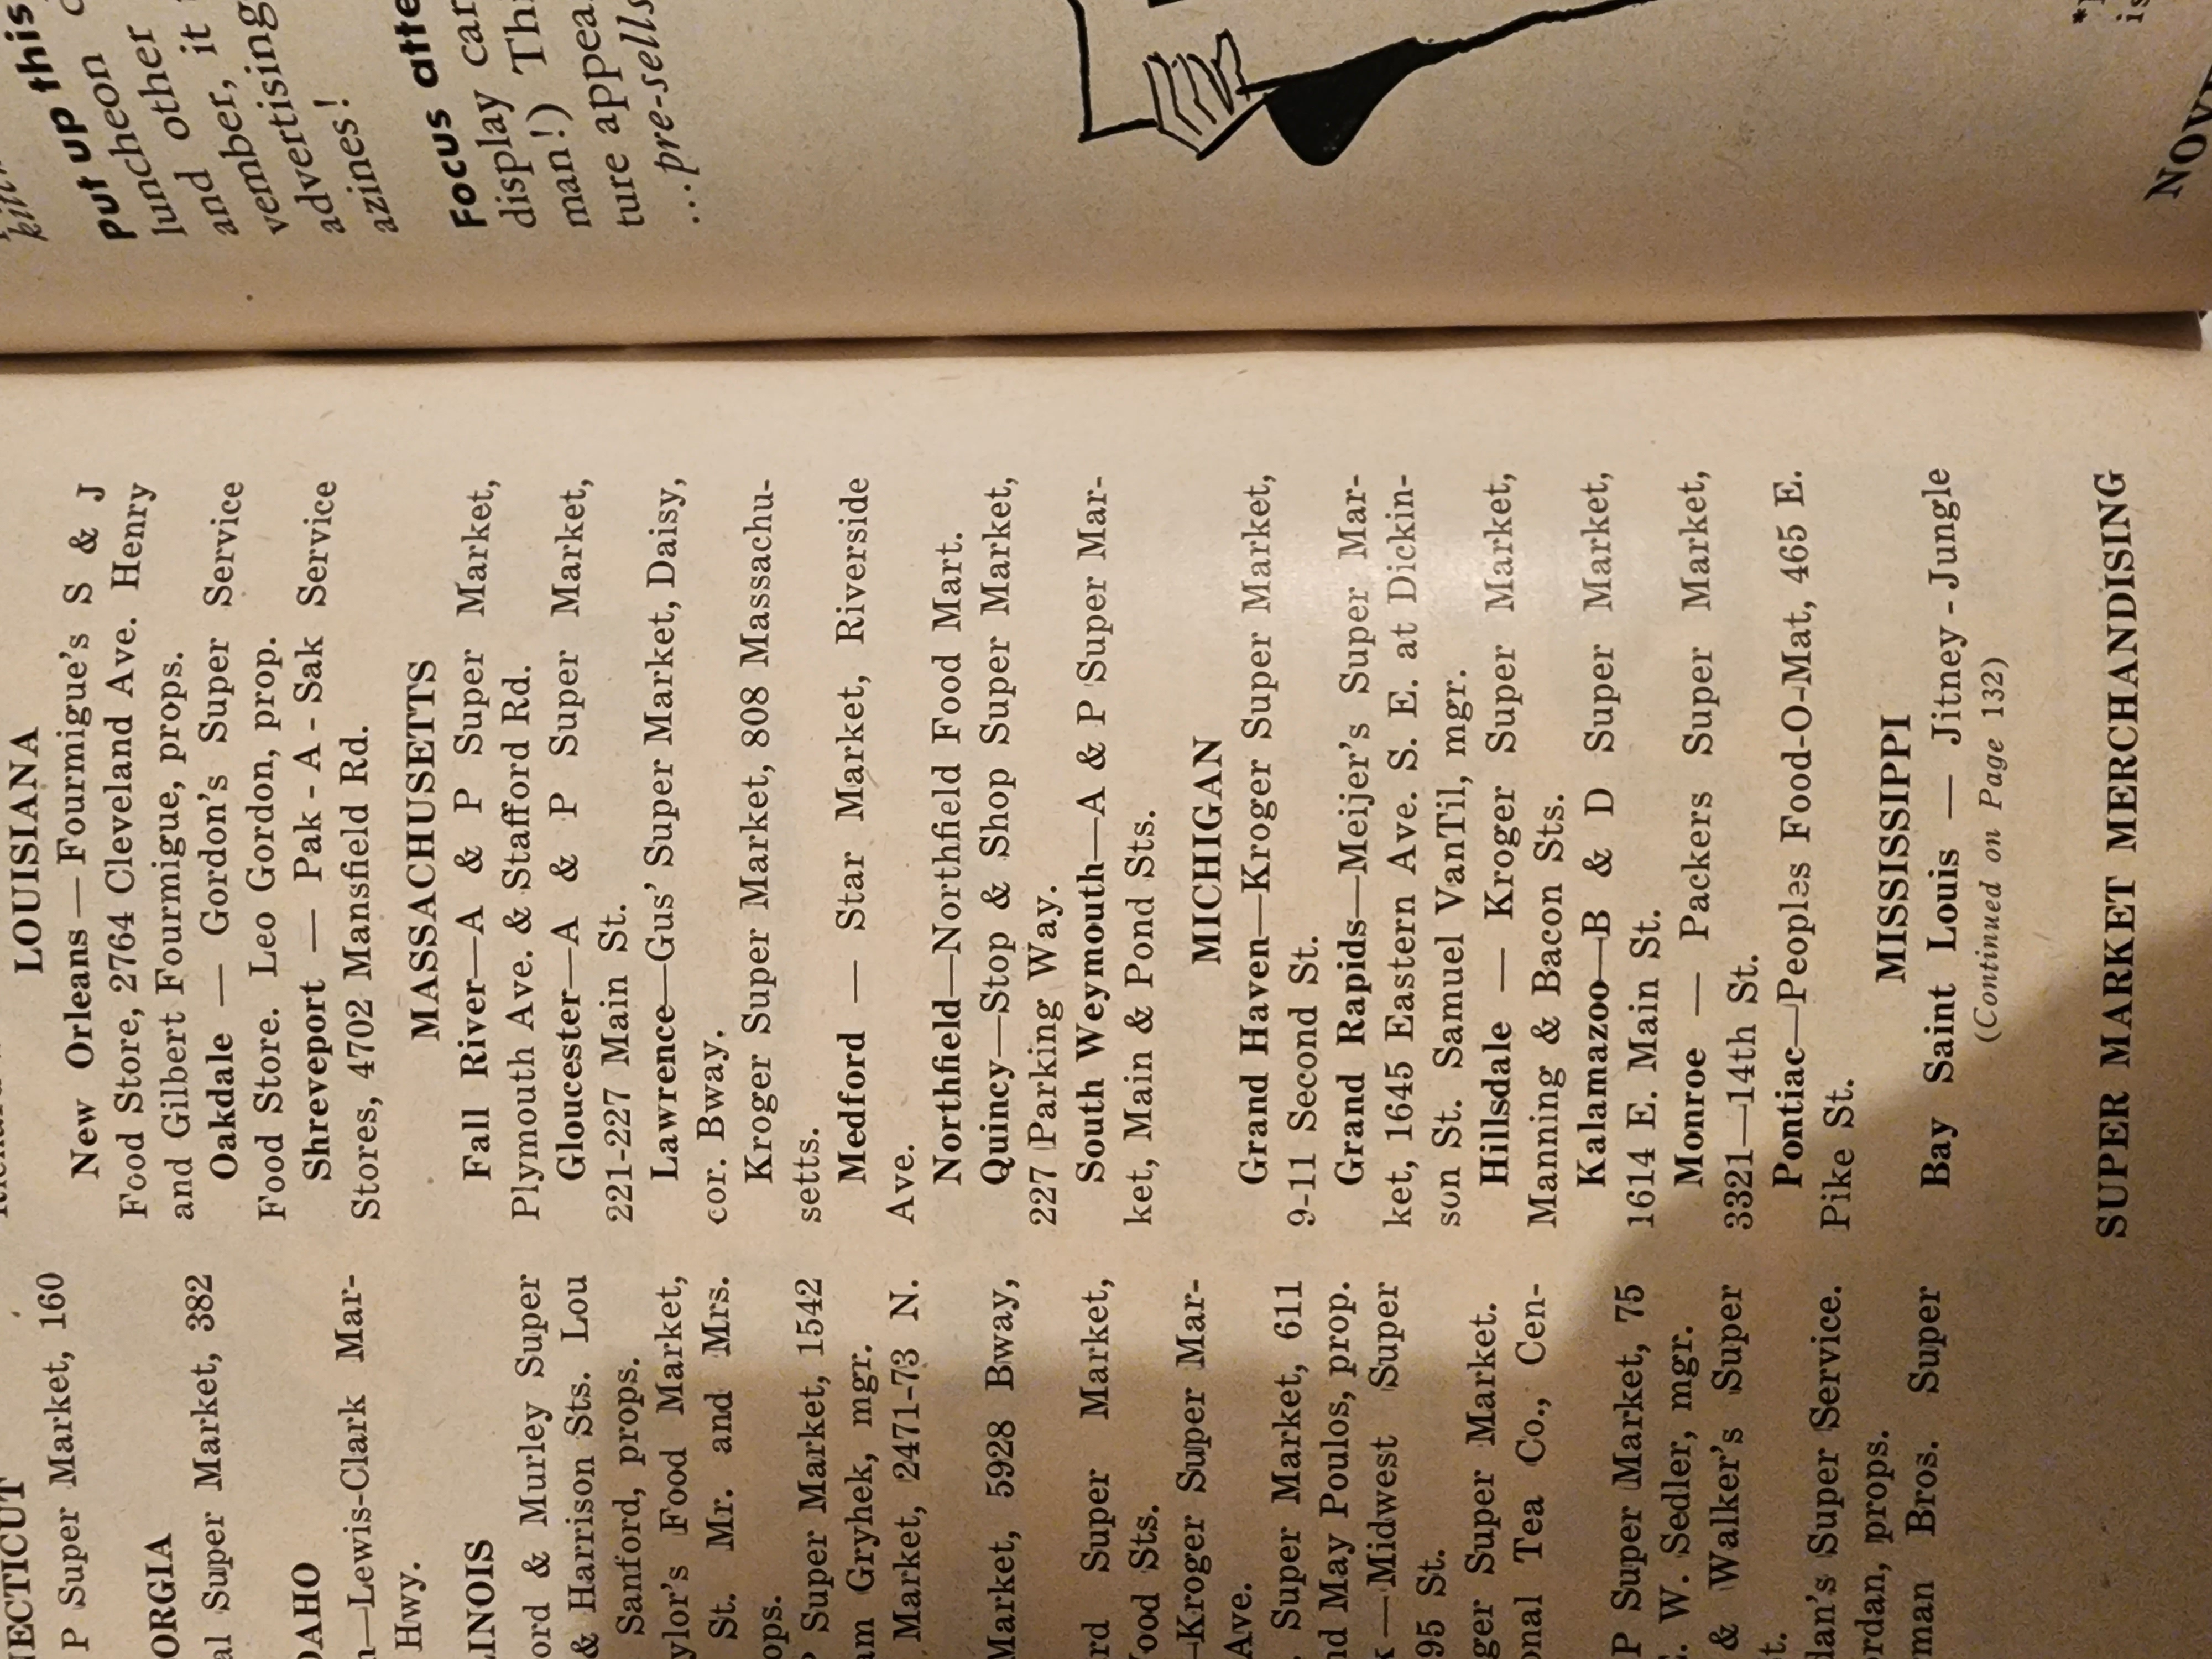 NECTICUT
P Super Market, 160
ORGIA
al Super Market, 382
DAHO
n—Lewis-Clark Mar-
Hwy.
LINOIS
ord & Murley Super
& Harrison Sts. Lou
Sanford, props.
ylor's Food Market,
St. Mr. and Mrs.
ops.
P Super Market, 1542
am Gryhek, mgr.
Market, 2471-73 N.
Market, 5928 Bway,
rd Super Market,
ood Sts.
—Kroger Super Mar-
Ave.
Super Market, 611
nd May Poulos, prop.
k—Midwest Super
95 St.
ger Super Market.
onal Tea Co., Cen-
P Super Market, 75
W. Sedler, mgr.
& Walker's Super
t.
dan's Super Service.
ordan, props.
man Bros. Super
LOUISIANA
New Orleans — Fourmigue's S & J
Food Store, 2764 Cleveland Ave. Henry
and Gilbert Fourmigue, props.
Oakdale — Gordon's Super Service
Food Store. Leo Gordon, prop.
Shreveport — Pak - A - Sak Service
Stores, 4702 Mansfield Rd.
MASSACHUSETTS
Fall River—A & P Super Market,
Plymouth Ave. & Stafford Rd.
Gloucester—A & P Super Market,
221-227 Main St.
Lawrence—Gus' Super Market, Daisy,
cor. Bway.
Kroger Super Market, 808 Massachu-
setts.
Medford — Star Market, Riverside
Ave.
Northfield—Northfield Food Mart.
Quincy—Stop & Shop Super Market,
227 Parking Way.
South Weymouth—A & P Super Mar-
ket, Main & Pond Sts.
MICHIGAN
Grand Haven—Kroger Super Market,
9-11 Second St.
Grand Rapids—Meijer's Super Mar-
ket, 1645 Eastern Ave. S. E. at Dickin-
son St. Samuel VanTil, mgr.
Hillsdale — Kroger Super Market,
Manning & Bacon Sts.
Kalamazoo—B & D Super Market,
1614 E. Main St.
Monroe — Packers Super Market,
3321—14th St.
Pontiac—Peoples Food-O-Mat, 465 E.
Pike St.
MISSISSIPPI
Bay Saint Louis — Jitney - Jungle
(Continued on Page 132)
SUPER MARKET MERCHANDISING
Put up this
luncheon
lund other
and it
vember,
vertising
advertising
azines!
Focus atte
display car
man!) Thi
ture appea
...pre-sells
NOVE